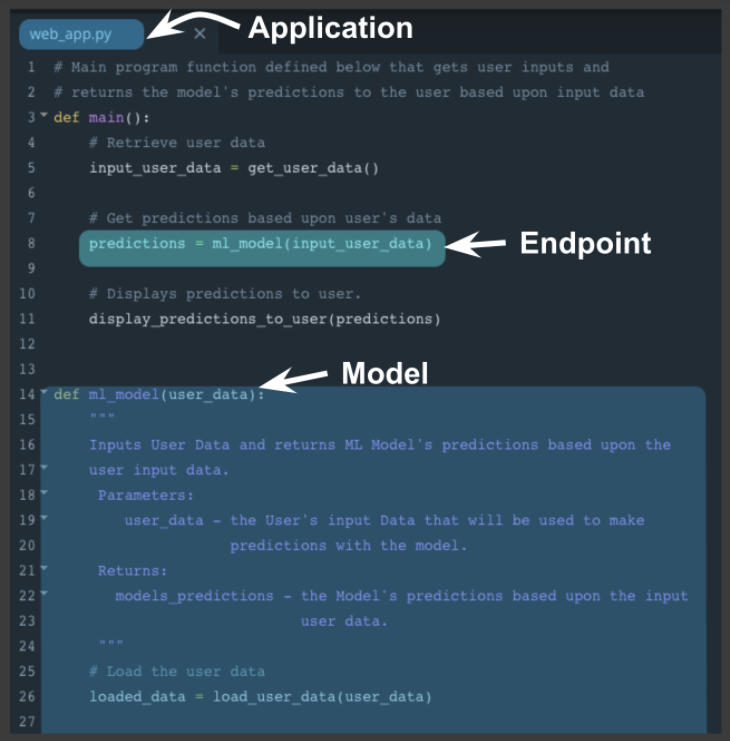 web_app.py × Application
1 # Main program function defined below that gets user inputs and
2 # returns the model's predictions to the user based upon input data
3 def main():
4 # Retrieve user data
5 input_user_data = get_user_data()
6
7 # Get predictions based upon user's data
8 predictions = ml_model(input_user_data) Endpoint
9
10 # Displays predictions to user.
11 display_predictions_to_user(predictions)
12
13 Model
14 def ml_model(user_data):
15 """
16 Inputs User Data and returns ML Model's predictions based upon the
17 user input data.
18 Parameters:
19 user_data - the User's input Data that will be used to make
20 predictions with the model.
21 Returns:
22 models_predictions - the Model's predictions based upon the input
23 user data.
24 """
25 # Load the user data
26 loaded_data = load_user_data(user_data)
27